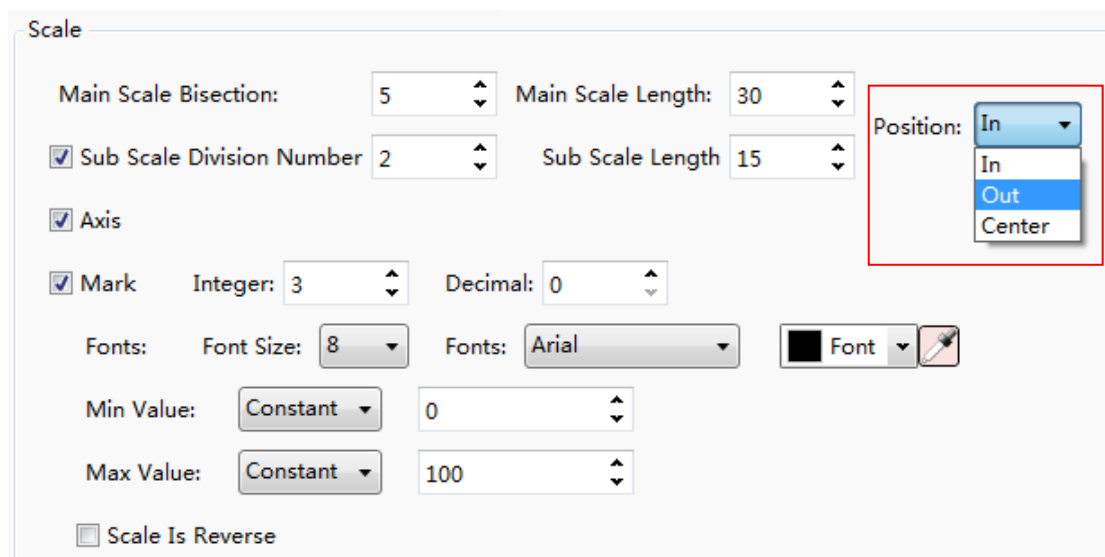 Scale
Main Scale Bisection: 5 Main Scale Length: 30
Position: In
Sub Scale Division Number 2 Sub Scale Length 15
In
Out
Center
Axis
Mark Integer: 3 Decimal: 0
Fonts: Font Size: 8 Fonts: Arial Font
Min Value: Constant 0
Max Value: Constant 100
Scale Is Reverse